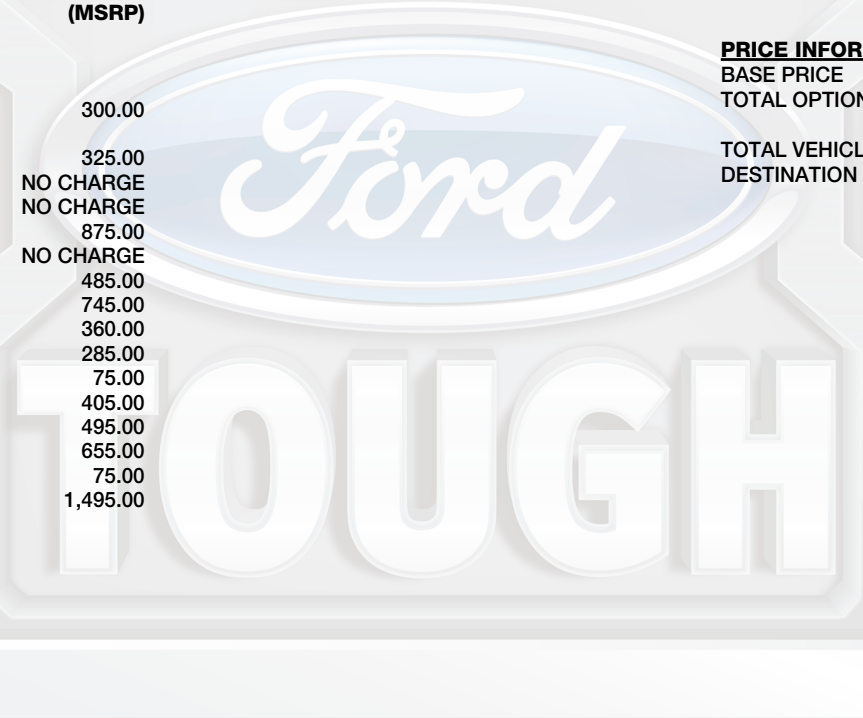 (MSRP)
300.00
325.00
NO CHARGE
NO CHARGE
875.00
NO CHARGE
485.00
745.00
360.00
285.00
75.00
405.00
495.00
655.00
75.00
1,495.00
PRICE INFOR
BASE PRICE
TOTAL OPTION
TOTAL VEHICL
DESTINATION
Ford
TOUGH